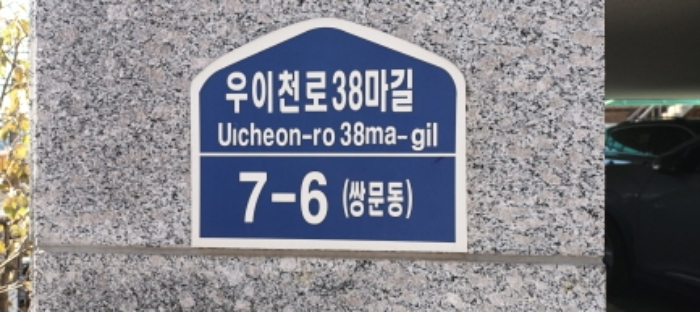 우이천로38마길
Uicheon-ro 38ma-gil
7-6 (쌍문동)